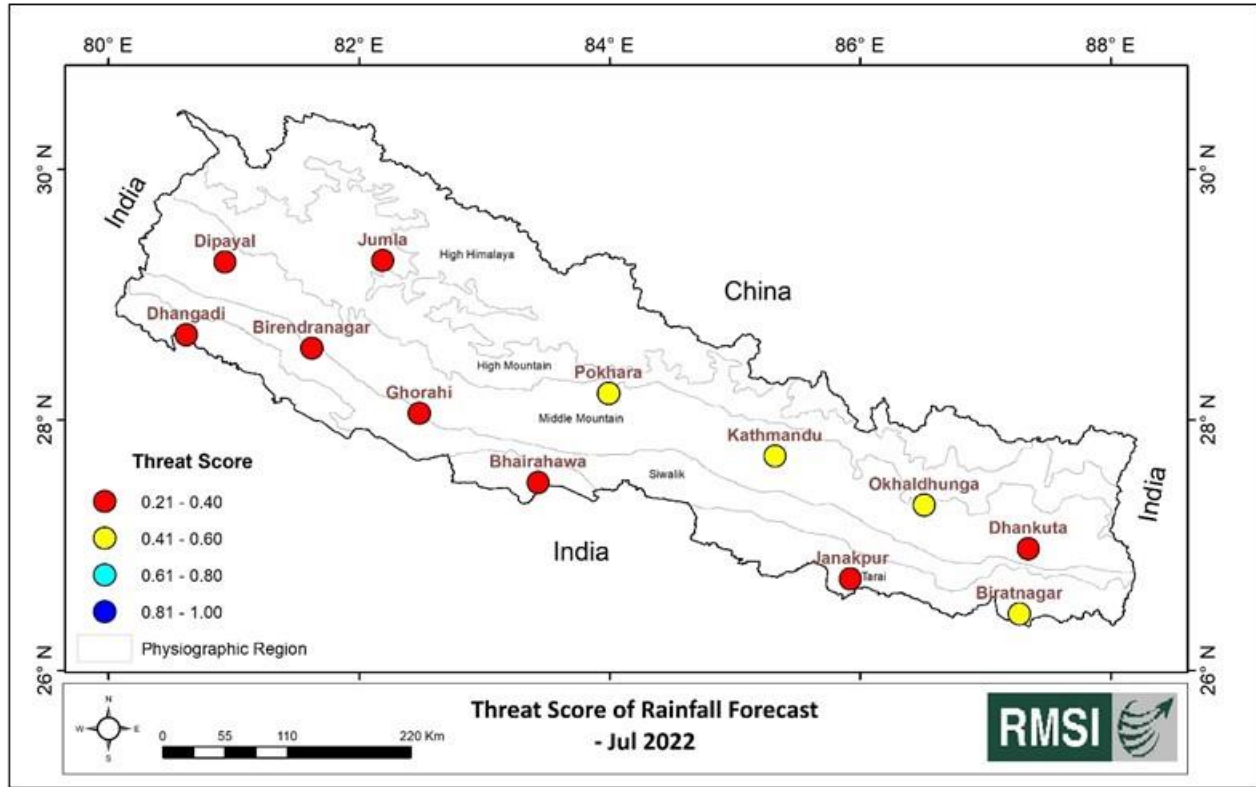 80° E 82° E 84° E 86° E 88° E
30° N 30° N
India
Dipayal
Jumla
High Himalaya
China
Dhangadi
Birendranagar
High Mountain
Pokhara
Ghorahi
Middle Mountain
28° N 28° N
Kathmandu
Bhairahawa
Siwalik
Okhaldhunga
India
Dhankuta
India
Janakpur
Tarai
Biratnagar
Threat Score
0.21 - 0.40
0.41 - 0.60
0.61 - 0.80
0.81 - 1.00
Physiographic Region
26° N 26° N
N
W E
S
0 55 110 220 Km
Threat Score of Rainfall Forecast
- Jul 2022
RMSI